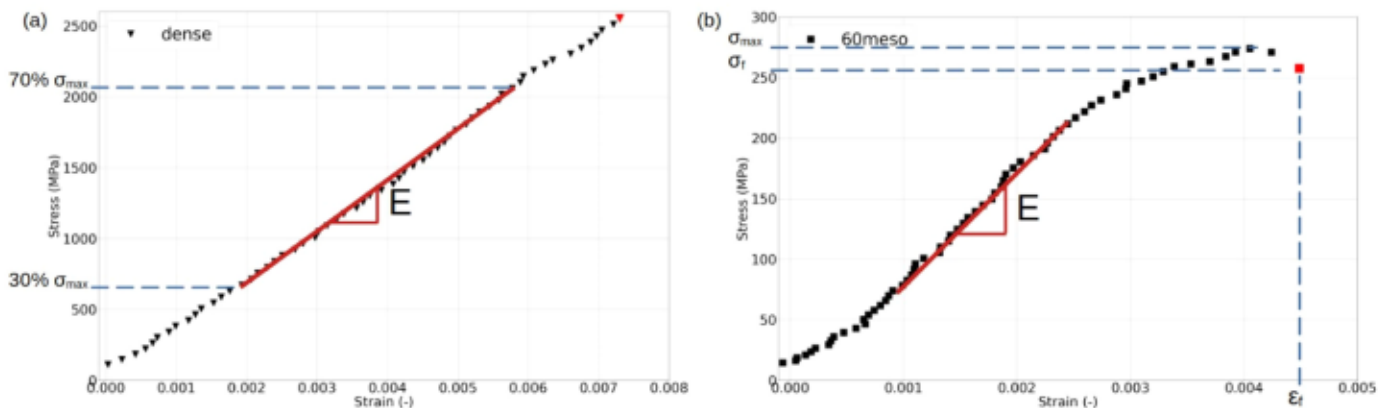 (a)
dense
2500
70% σmax
2000
Stress (MPa)
1500
E
1000
30% σmax
500
0
0.000 0.001 0.002 0.003 0.004 0.005 0.006 0.007 0.008
Strain (-)
(b)
300
σmax
60meso
σf
250
200
Stress (MPa)
150
E
100
50
0
0.000 0.001 0.002 0.003 0.004 0.005
Strain (-)
εf